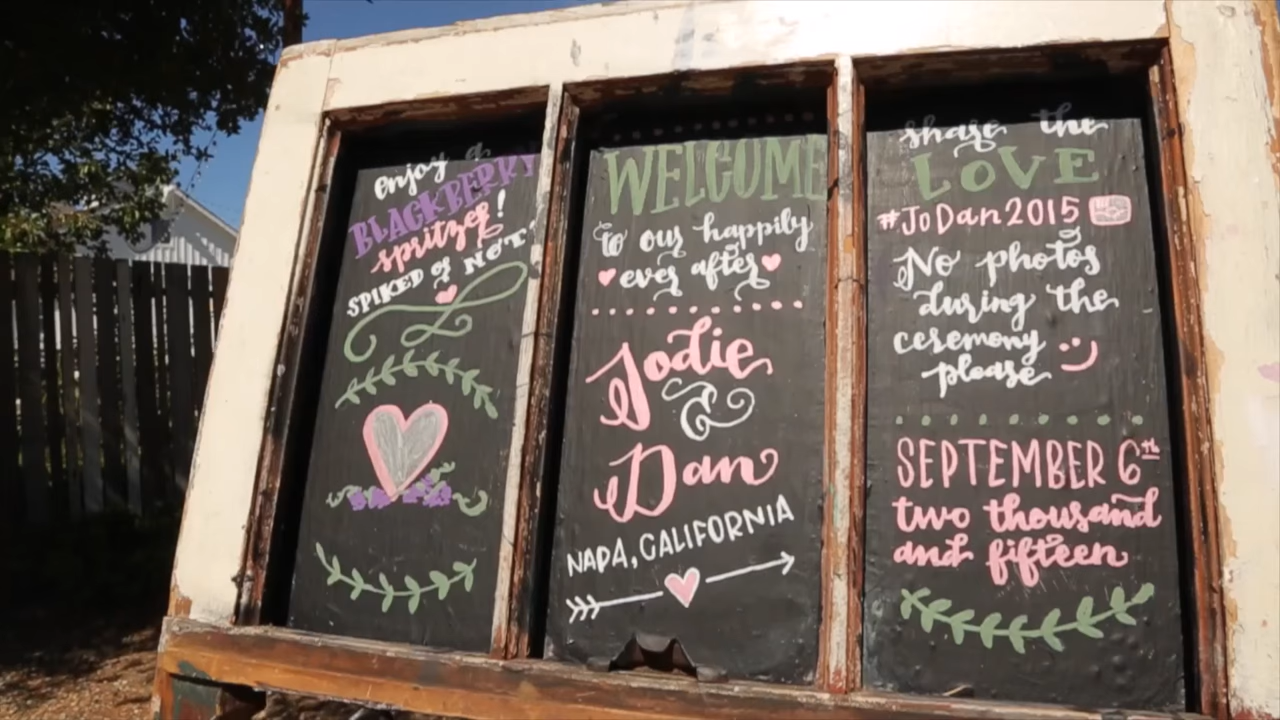 enjoy a
BLACKBERRY
spritzer!
SPIKED or NOT?
WELCOME
to our happily
ever after
Jodie
&
Dan
NAPA, CALIFORNIA
share the
LOVE
#JoDan2015
No photos
during the
ceremony
please :)
SEPTEMBER 6th
two thousand
and fifteen